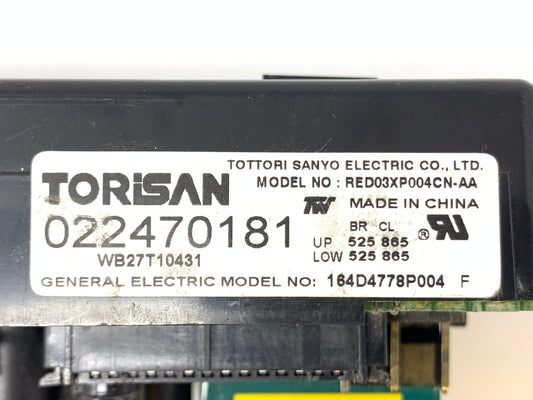 TOTTORI SANYO ELECTRIC CO., LTD.
TORiSAN
MODEL NO : RED03XP004CN-AA
MADE IN CHINA
022470181
BR CL
UP 525 865
WB27T10431
LOW 525 865
GENERAL ELECTRIC MODEL NO: 164D4778P004 F